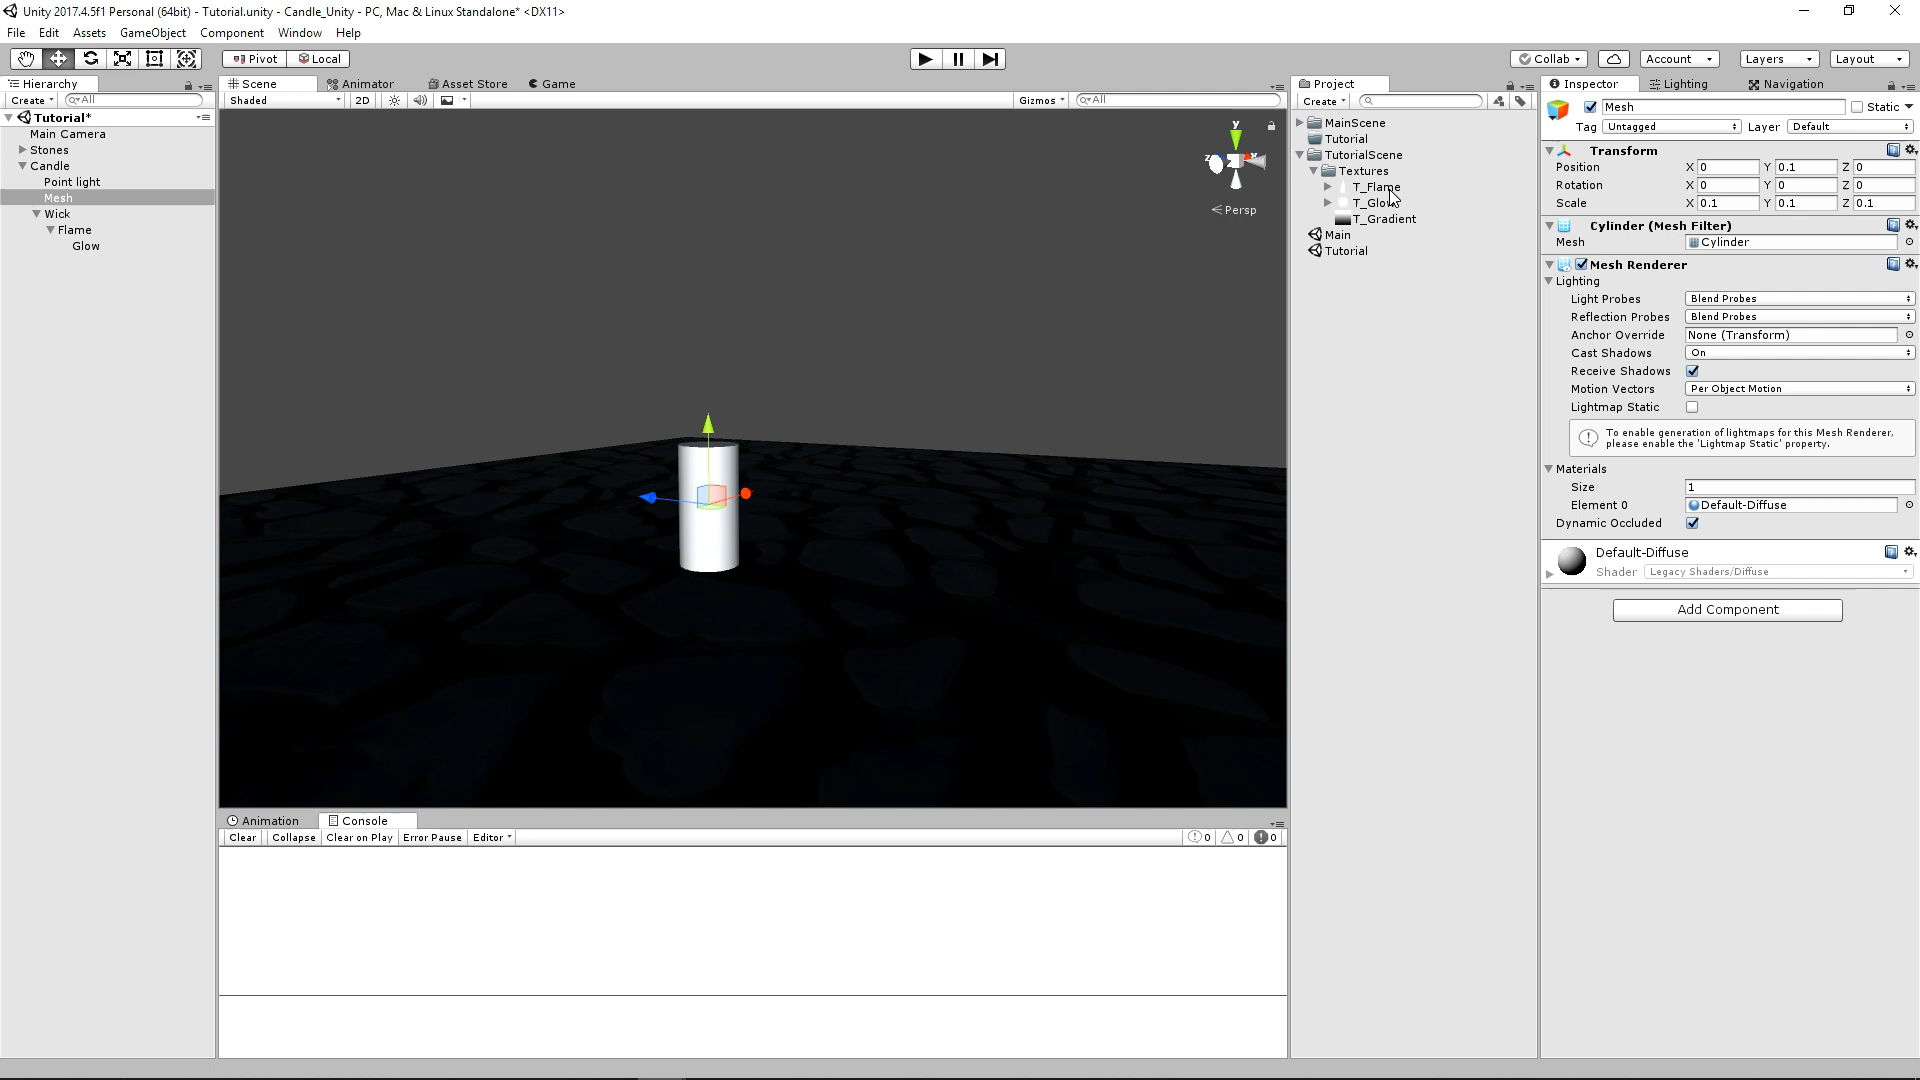 Unity 2017.4.5f1 Personal (64bit) - Tutorial.unity - Candle_Unity - PC, Mac & Linux Standalone* <DX11>
File Edit Assets GameObject Component Window Help
Pivot Local Collab Account Layers Layout
Hierarchy
Create All
Tutorial*
Main Camera
Stones
Candle
Point light
Mesh
Wick
Flame
Glow
Scene Animator Asset Store Game
Shaded 2D Gizmos All
y
z x
Persp
Animation Console
Clear Collapse Clear on Play Error Pause Editor 0 0 0
Project
Create
MainScene
Tutorial
TutorialScene
Textures
T_Flame
T_Glow
T_Gradient
Main
Tutorial
Inspector Lighting Navigation
Mesh Static
Tag Untagged Layer Default
Transform
Position X 0 Y 0.1 Z 0
Rotation X 0 Y 0 Z 0
Scale X 0.1 Y 0.1 Z 0.1
Cylinder (Mesh Filter)
Mesh Cylinder
Mesh Renderer
Lighting
Light Probes Blend Probes
Reflection Probes Blend Probes
Anchor Override None (Transform)
Cast Shadows On
Receive Shadows
Motion Vectors Per Object Motion
Lightmap Static
To enable generation of lightmaps for this Mesh Renderer,
please enable the 'Lightmap Static' property.
Materials
Size 1
Element 0 Default-Diffuse
Dynamic Occluded
Default-Diffuse
Shader Legacy Shaders/Diffuse
Add Component